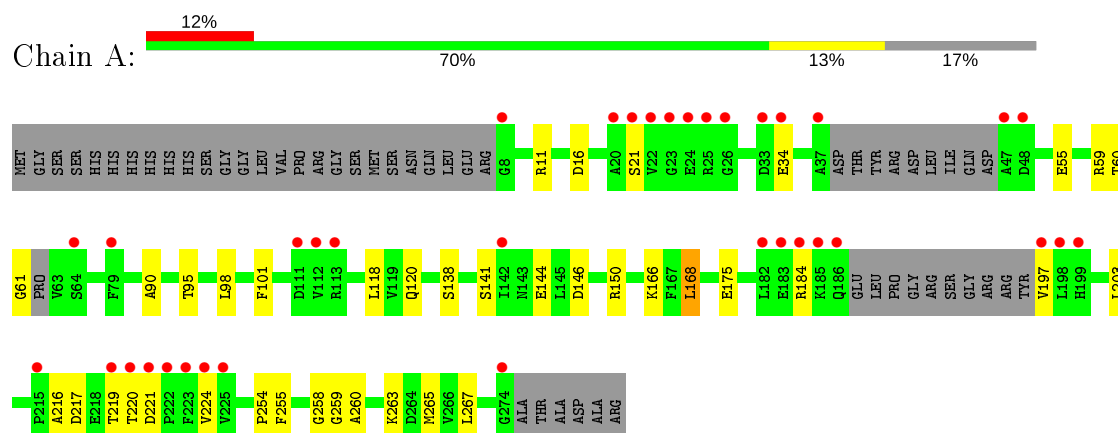 12%
Chain A:
70% 13% 17%
MET GLY SER SER HIS HIS HIS HIS HIS HIS SER GLY GLY LEU VAL PRO ARG GLY SER MET SER ASN GLN LEU GLU ARG G8 R11 D16 A20 S21 V22 G23 E24 R25 G26 D33 E34 A37 ASP THR TYR ARG ASP LEU ILE GLN ASP A47 D48 E55 R59 T60
G61 PRO V63 S64 F79 A90 T95 L98 F101 D111 V112 R113 L118 V119 Q120 S138 S141 I142 N143 E144 L145 D146 R150 K166 F167 L168 E175 L182 E183 R184 K185 Q186 GLU LEU PRO GLY ARG SER GLY ARG ARG TYR V197 L198 H199 L203
P215 A216 D217 E218 T219 T220 D221 P222 F223 V224 V225 P254 F255 G258 G259 A260 K263 D264 M265 V266 L267 G274 ALA THR ALA ASP ALA ARG